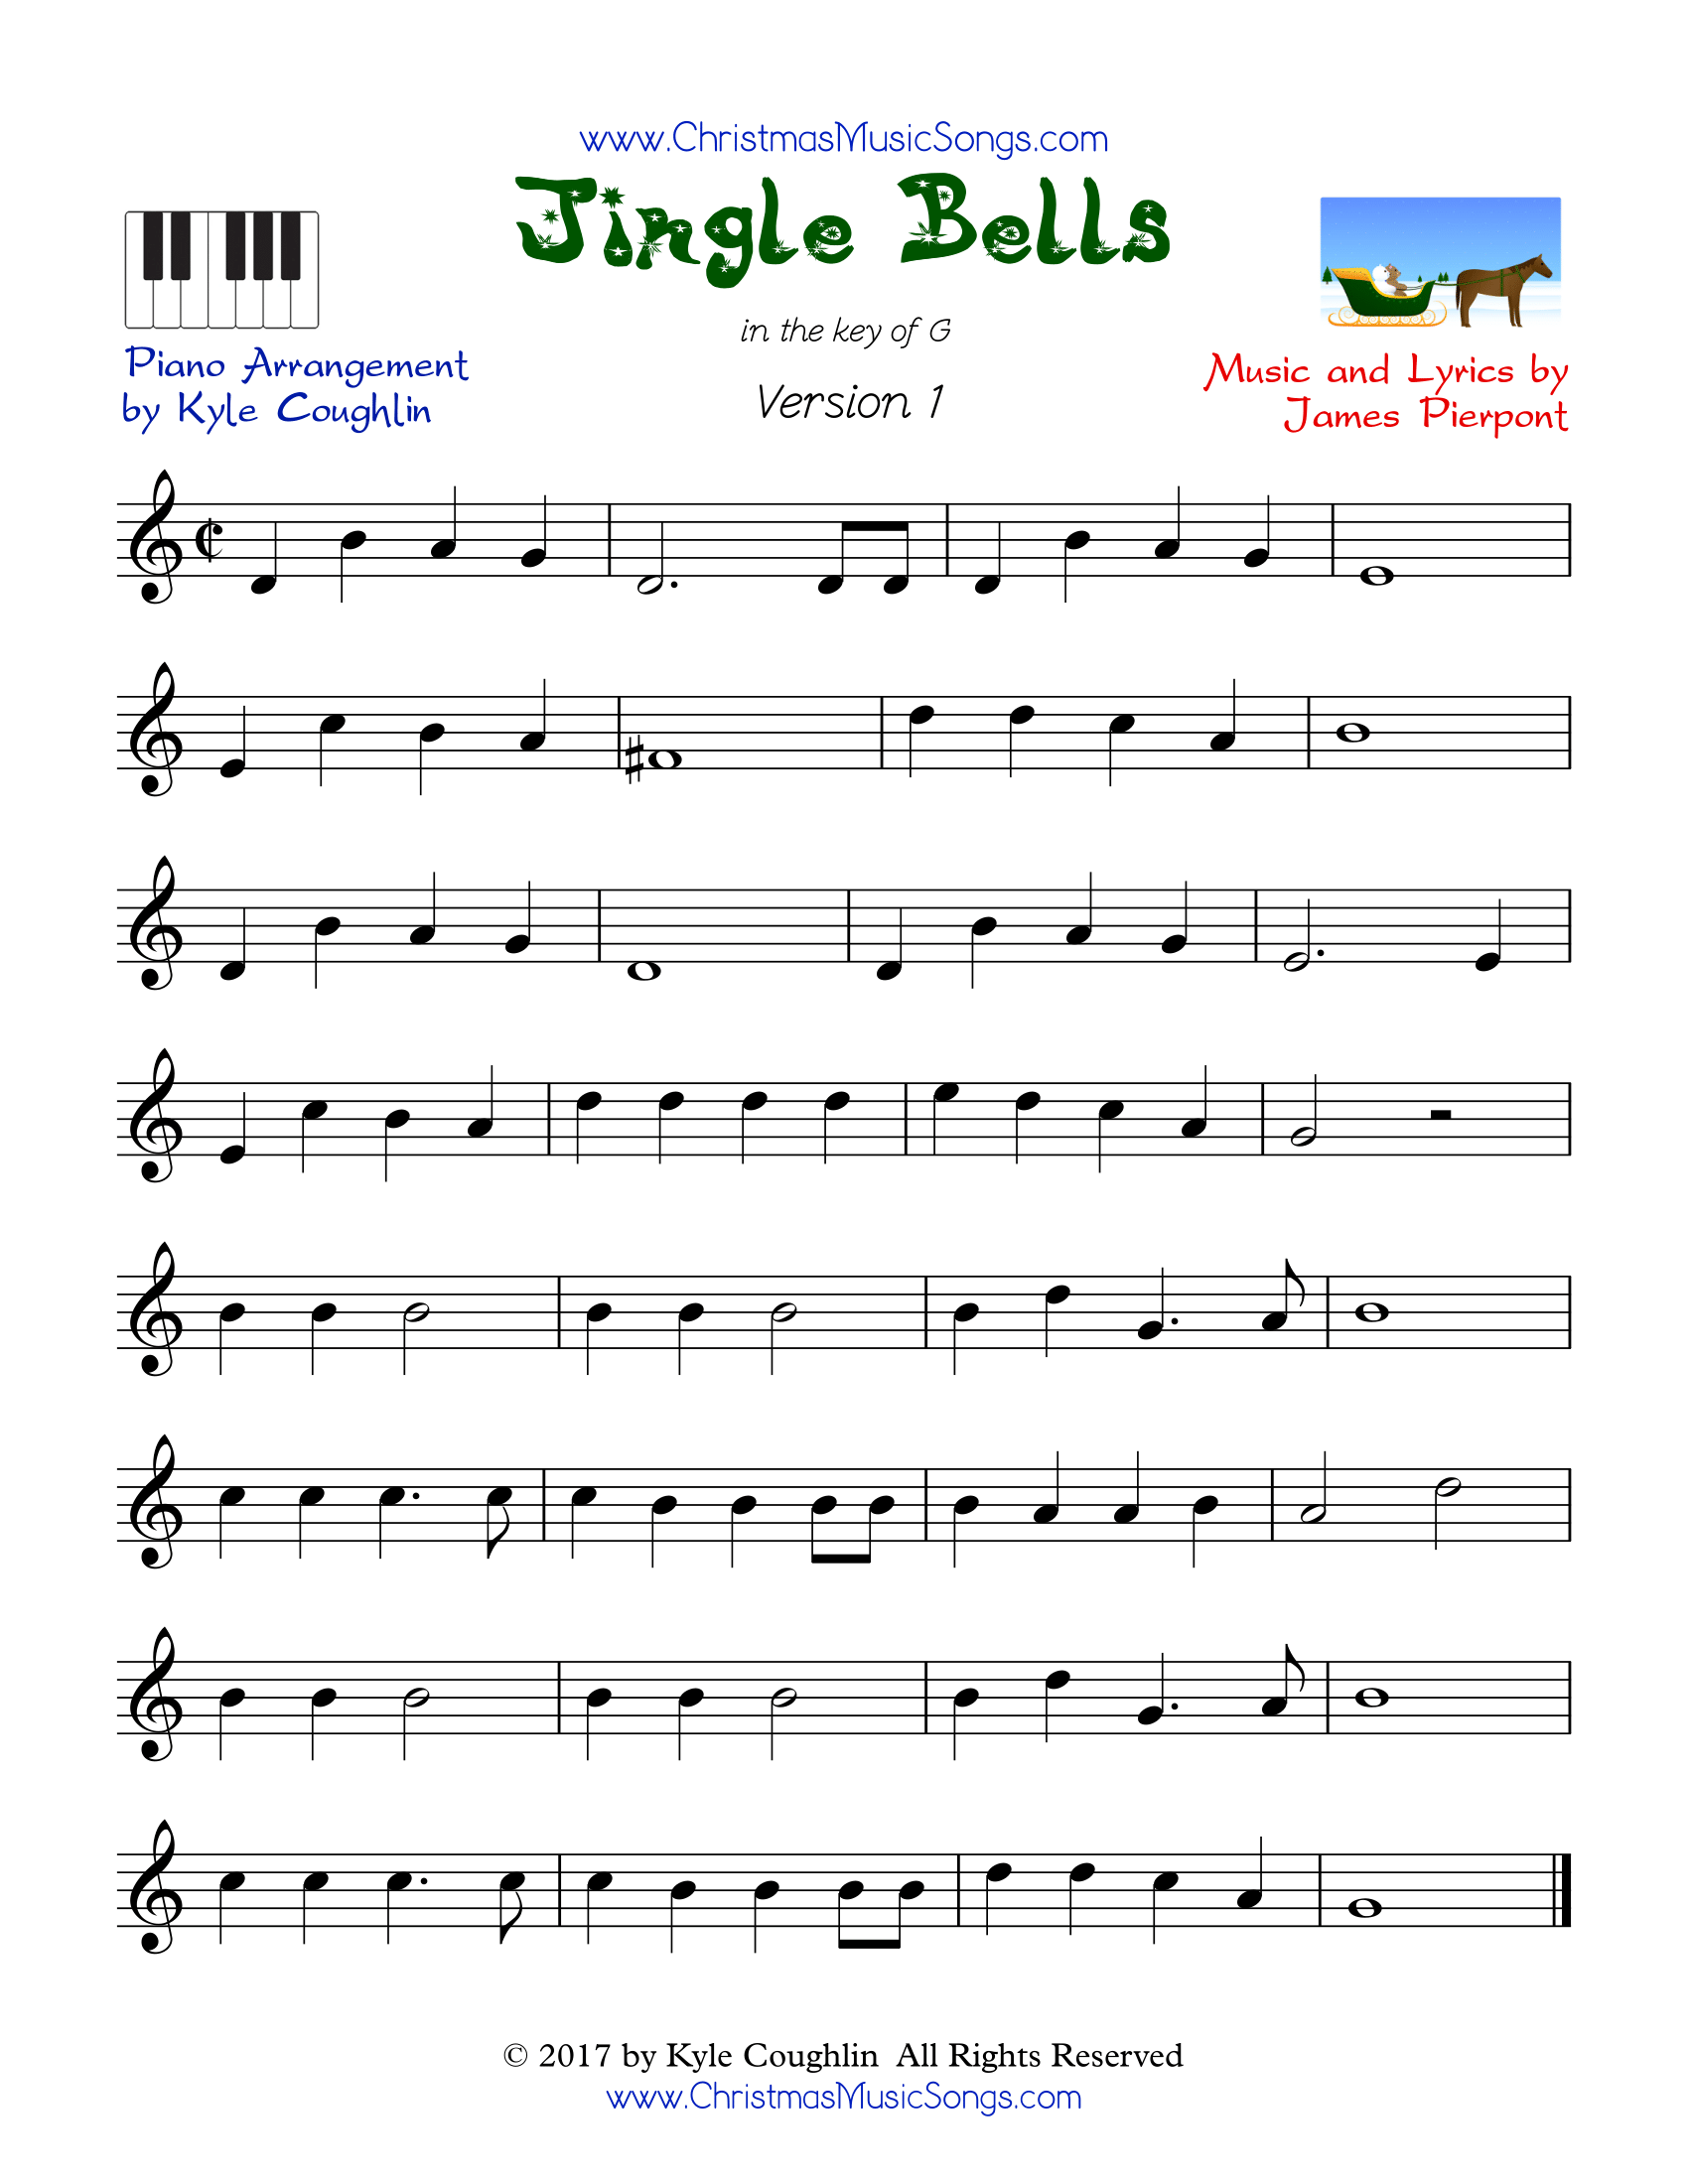 www.ChristmasMusicSongs.com
Jingle Bells
in the key of G
Version 1
Piano Arrangement
by Kyle Coughlin
Music and Lyrics by
James Pierpont
© 2017 by Kyle Coughlin All Rights Reserved
www.ChristmasMusicSongs.com